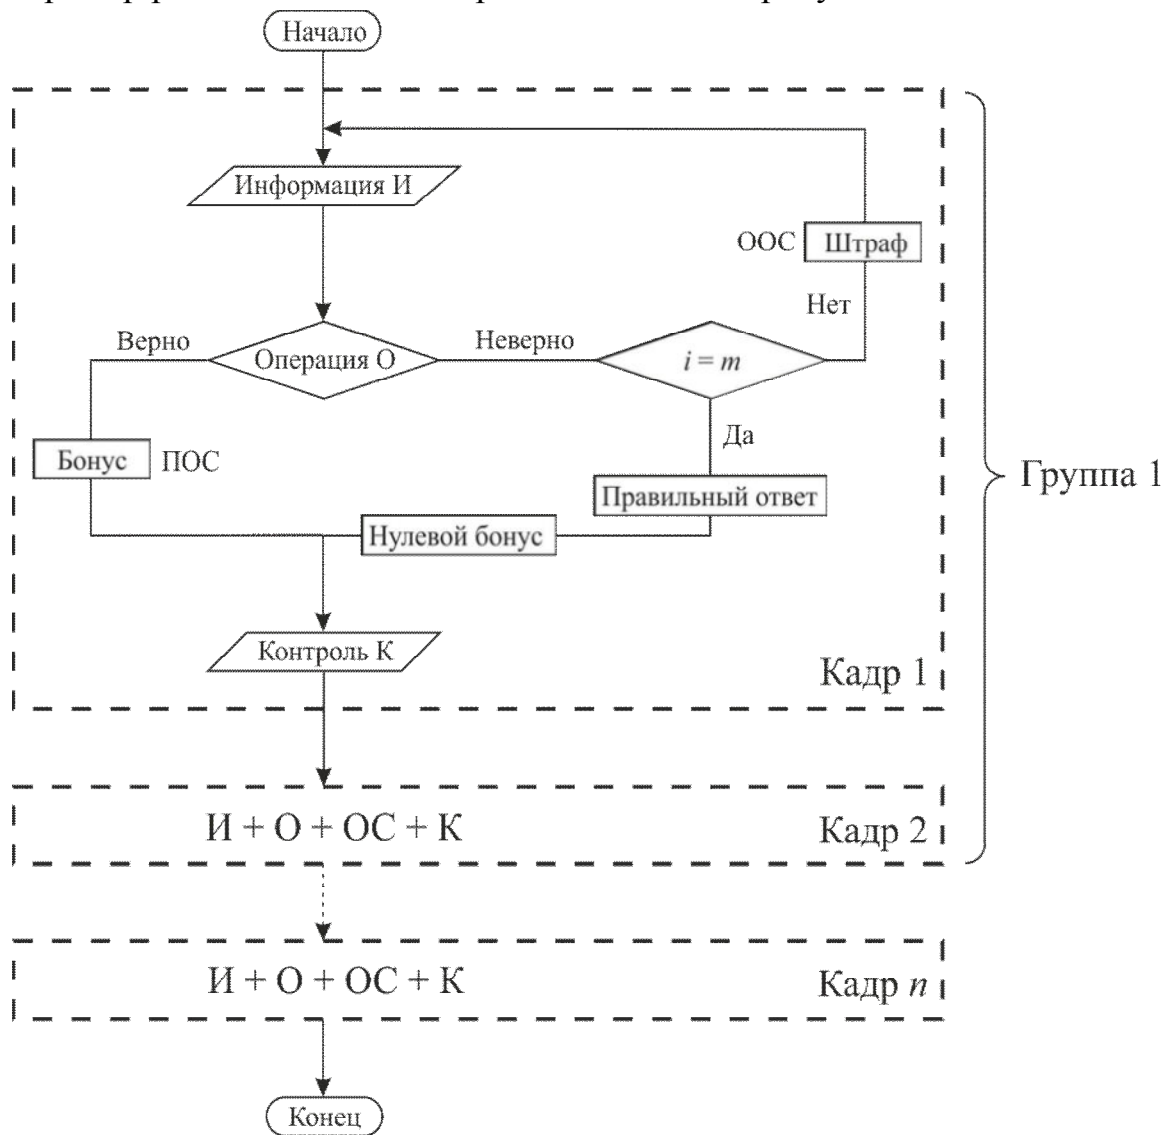 Начало
Информация И
ООС
Штраф
Нет
Верно
Операция О
Неверно
i = m
Да
Бонус
ПОС
Правильный ответ
Нулевой бонус
Контроль К
Кадр 1
Группа 1
И + О + ОС + К
Кадр 2
И + О + ОС + К
Кадр n
Конец